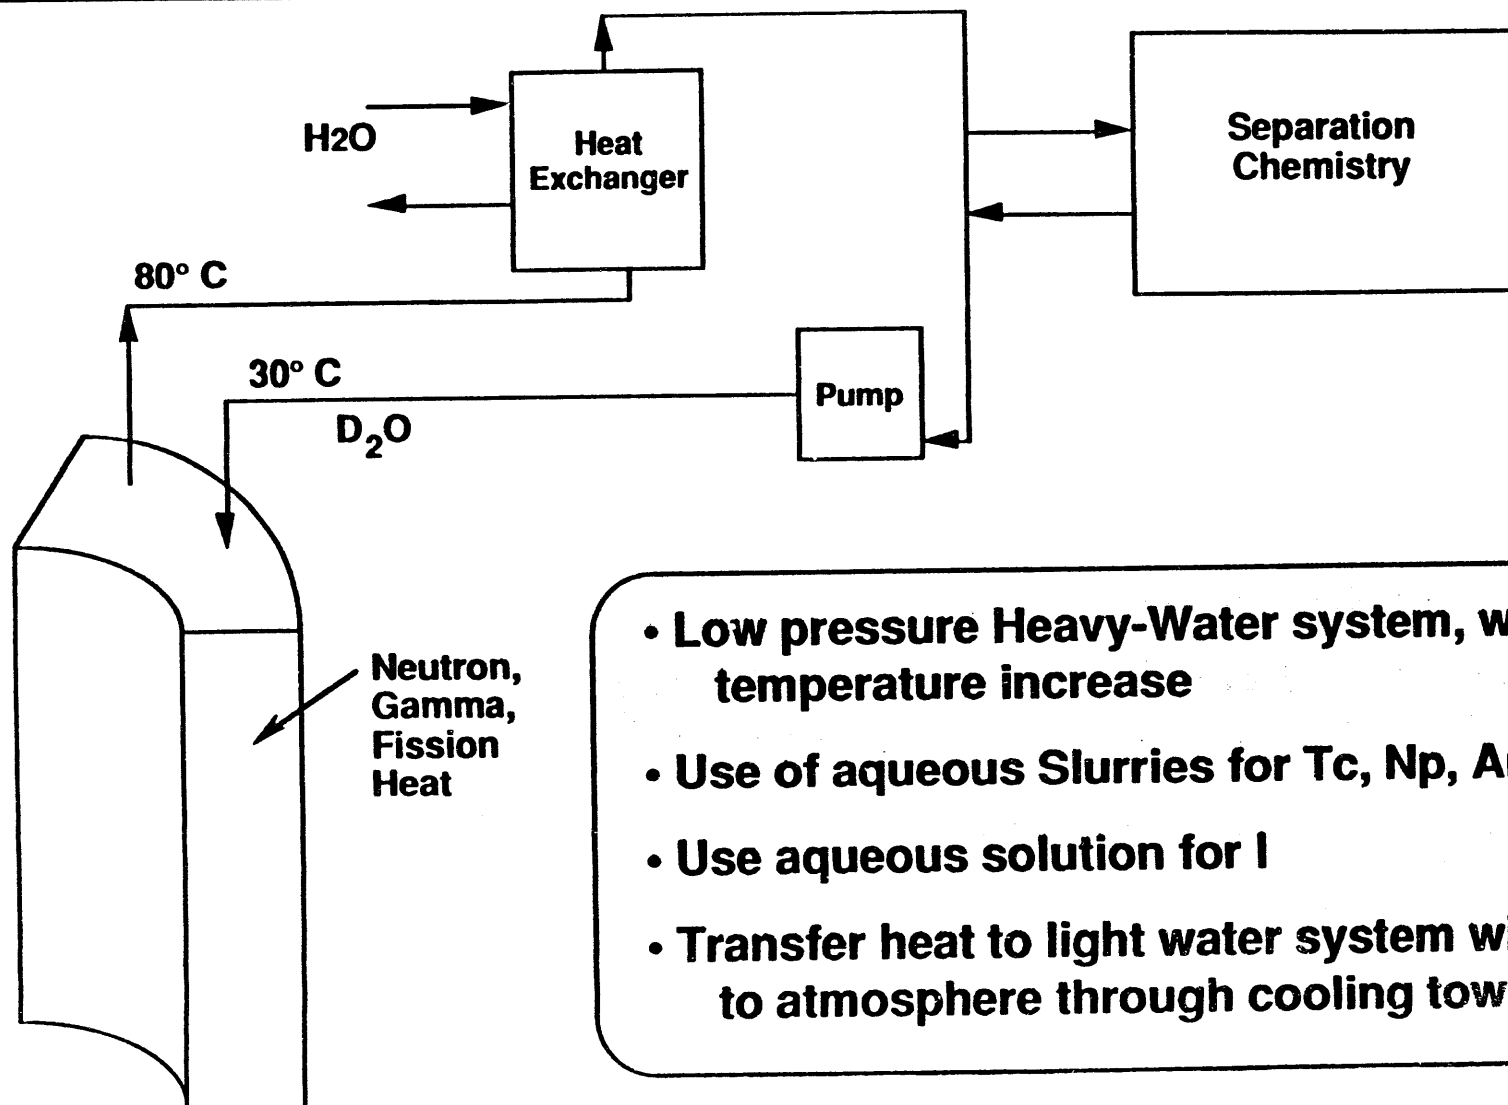 H2O
Heat
Exchanger
Separation
Chemistry
80° C
30° C
D₂O
Pump
Neutron,
Gamma,
Fission
Heat
• Low pressure Heavy-Water system,
temperature increase
• Use of aqueous Slurries for Tc, Np,
• Use aqueous solution for I
• Transfer heat to light water system
to atmosphere through cooling